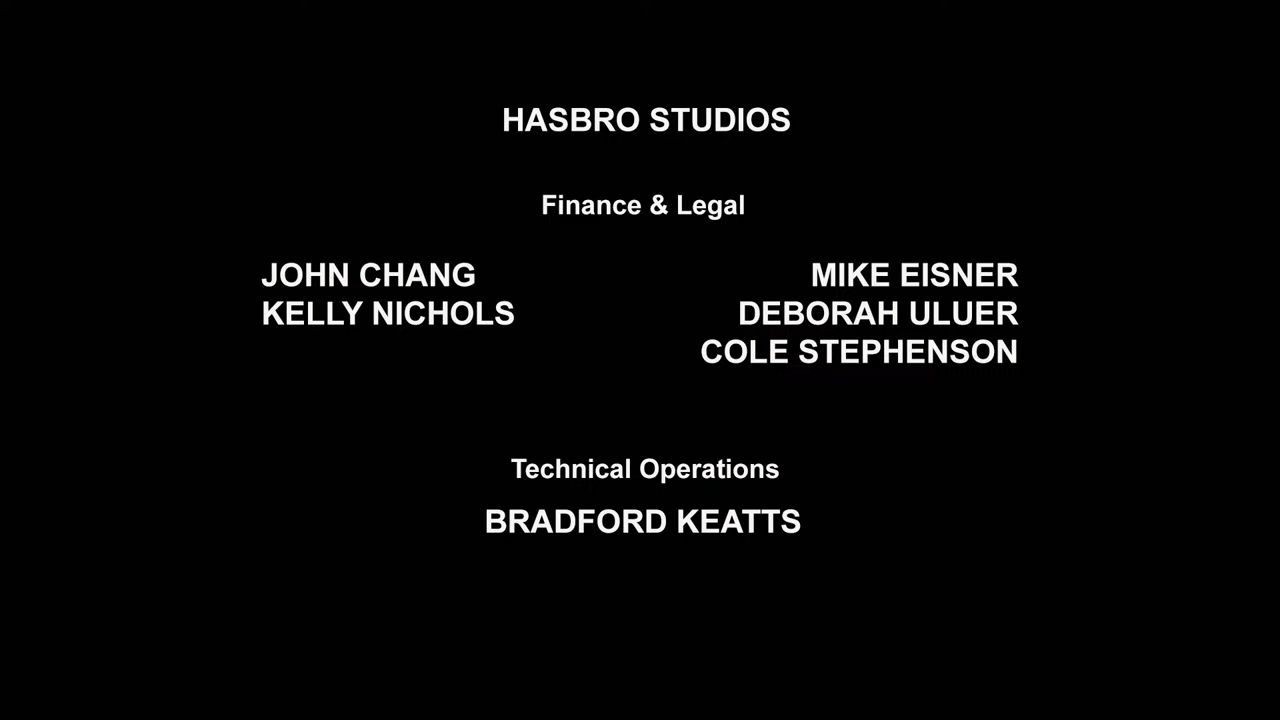 HASBRO STUDIOS
Finance & Legal
JOHN CHANG
KELLY NICHOLS
MIKE EISNER
DEBORAH ULUER
COLE STEPHENSON
Technical Operations
BRADFORD KEATTS